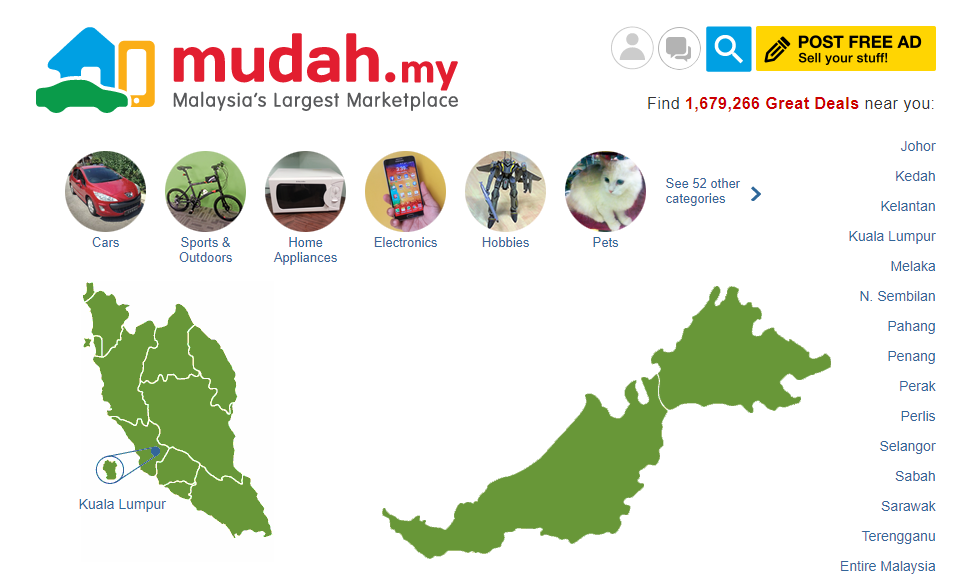 mudah.my
Malaysia's Largest Marketplace
POST FREE AD
Sell your stuff!
Find 1,679,266 Great Deals near you:
Cars
Sports &
Outdoors
Home
Appliances
Electronics
Hobbies
Pets
See 52 other
categories
Kuala Lumpur
Johor
Kedah
Kelantan
Kuala Lumpur
Melaka
N. Sembilan
Pahang
Penang
Perak
Perlis
Selangor
Sabah
Sarawak
Terengganu
Entire Malaysia